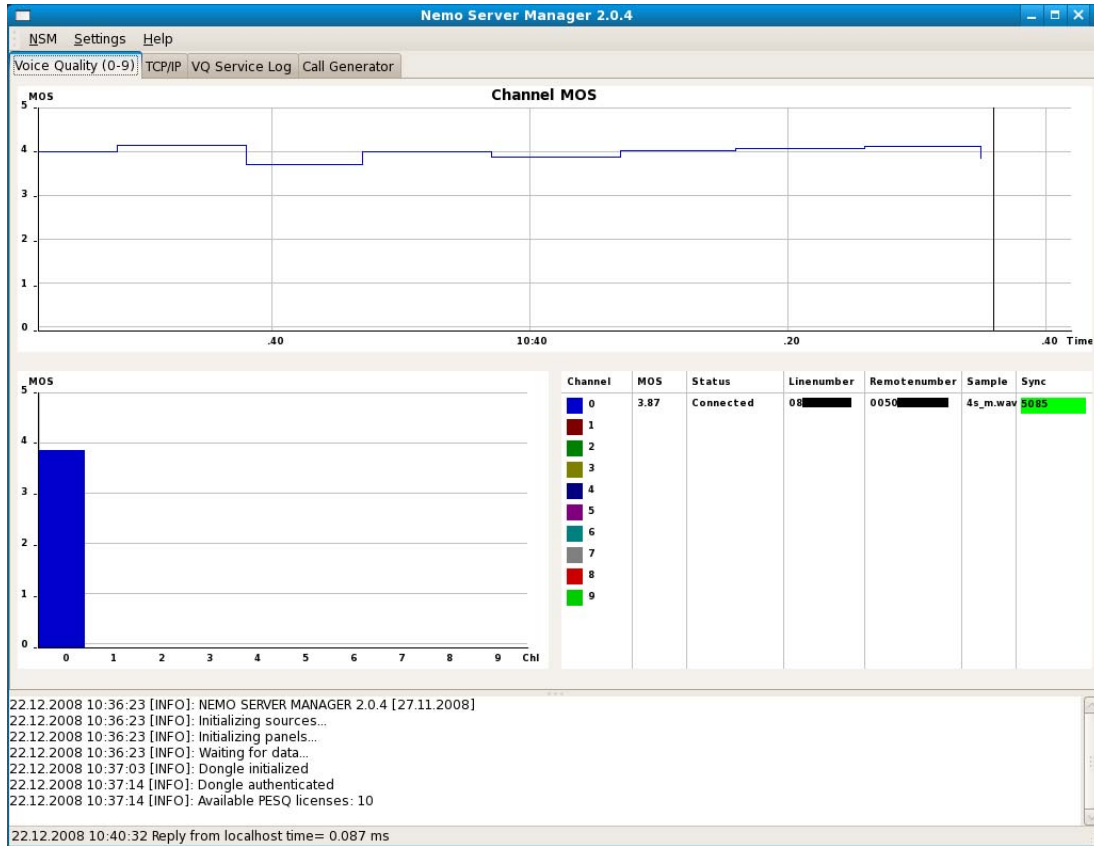 Nemo Server Manager 2.0.4
NSM Settings Help
Voice Quality (0-9) TCP/IP VQ Service Log Call Generator
MOS Channel MOS
5
4
3
2
1
0
.40 10:40 .20 .40 Time
MOS
5
4
3
2
1
0
0 1 2 3 4 5 6 7 8 9 Chl
Channel MOS Status Linenumber Remotenumber Sample Sync
0 3.87 Connected 08 0050 4s_m.wav 5085
1
2
3
4
5
6
7
8
9
22.12.2008 10:36:23 [INFO]: NEMO SERVER MANAGER 2.0.4 [27.11.2008]
22.12.2008 10:36:23 [INFO]: Initializing sources...
22.12.2008 10:36:23 [INFO]: Initializing panels...
22.12.2008 10:36:23 [INFO]: Waiting for data...
22.12.2008 10:37:03 [INFO]: Dongle initialized
22.12.2008 10:37:14 [INFO]: Dongle authenticated
22.12.2008 10:37:14 [INFO]: Available PESQ licenses: 10
22.12.2008 10:40:32 Reply from localhost time= 0.087 ms